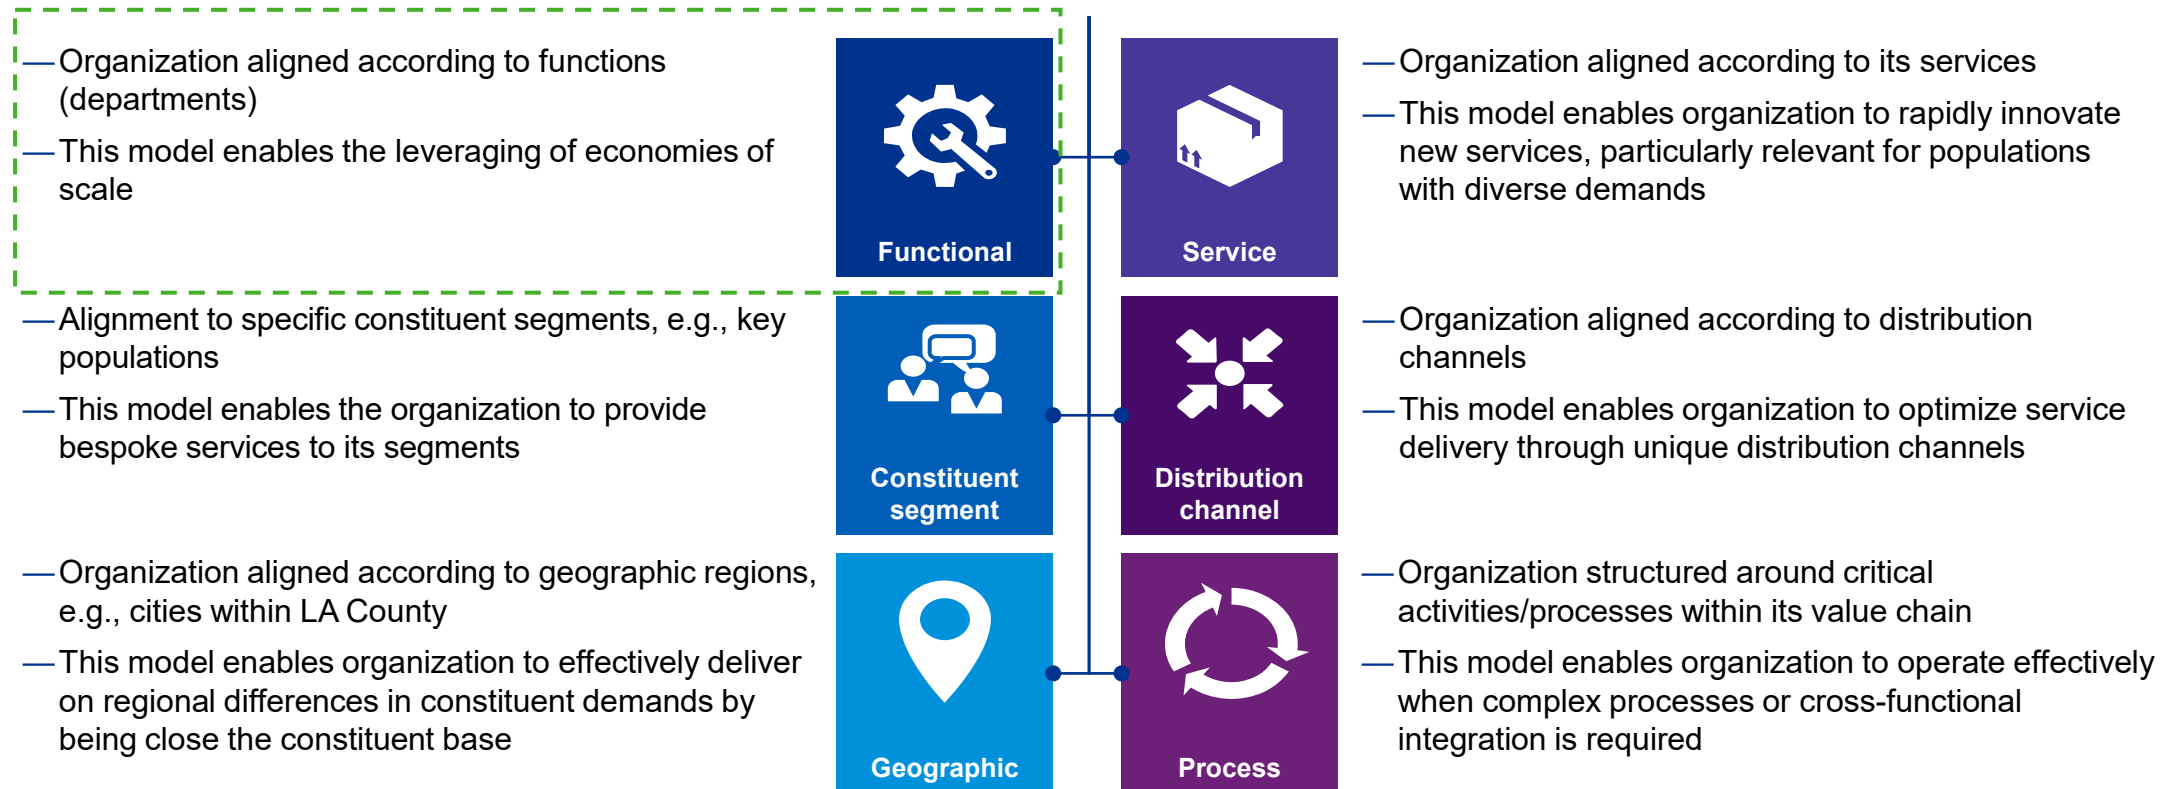 — Organization aligned according to functions
(departments)
— This model enables the leveraging of economies of
scale
Functional
Service
— Organization aligned according to its services
— This model enables organization to rapidly innovate
new services, particularly relevant for populations
with diverse demands
— Alignment to specific constituent segments, e.g., key
populations
— This model enables the organization to provide
bespoke services to its segments
Constituent
segment
Distribution
channel
— Organization aligned according to distribution
channels
— This model enables organization to optimize service
delivery through unique distribution channels
— Organization aligned according to geographic regions,
e.g., cities within LA County
— This model enables organization to effectively deliver
on regional differences in constituent demands by
being close the constituent base
Geographic
Process
— Organization structured around critical
activities/processes within its value chain
— This model enables organization to operate effectively
when complex processes or cross-functional
integration is required